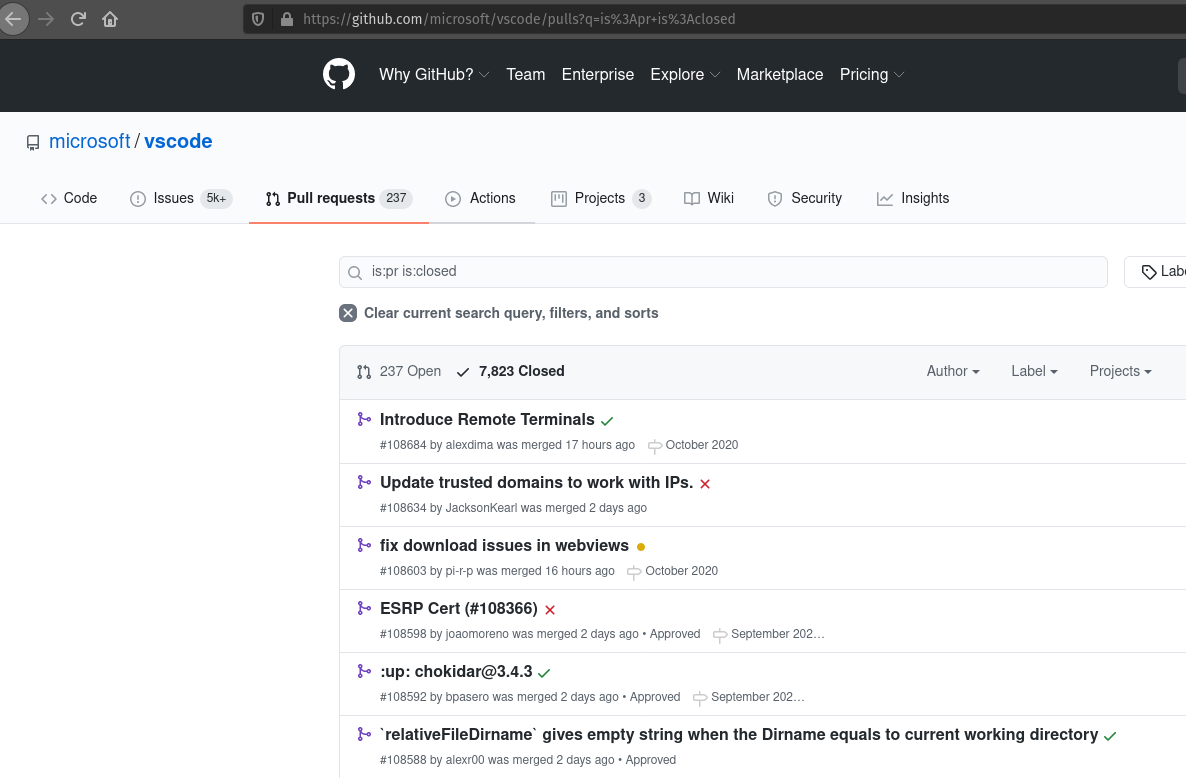 https://github.com/microsoft/vscode/pulls?q=is%3Apr+is%3Aclosed
Why GitHub? Team Enterprise Explore Marketplace Pricing
microsoft / vscode
Code Issues 5k+ Pull requests 237 Actions Projects 3 Wiki Security Insights
is:pr is:closed
Labe
Clear current search query, filters, and sorts
237 Open 7,823 Closed Author Label Projects
Introduce Remote Terminals
#108684 by alexdima was merged 17 hours ago October 2020
Update trusted domains to work with IPs.
#108634 by JacksonKearl was merged 2 days ago
fix download issues in webviews
#108603 by pi-r-p was merged 16 hours ago October 2020
ESRP Cert (#108366)
#108598 by joaomoreno was merged 2 days ago • Approved September 202…
:up: chokidar@3.4.3
#108592 by bpasero was merged 2 days ago • Approved September 202…
`relativeFileDirname` gives empty string when the Dirname equals to current working directory
#108588 by alexr00 was merged 2 days ago • Approved